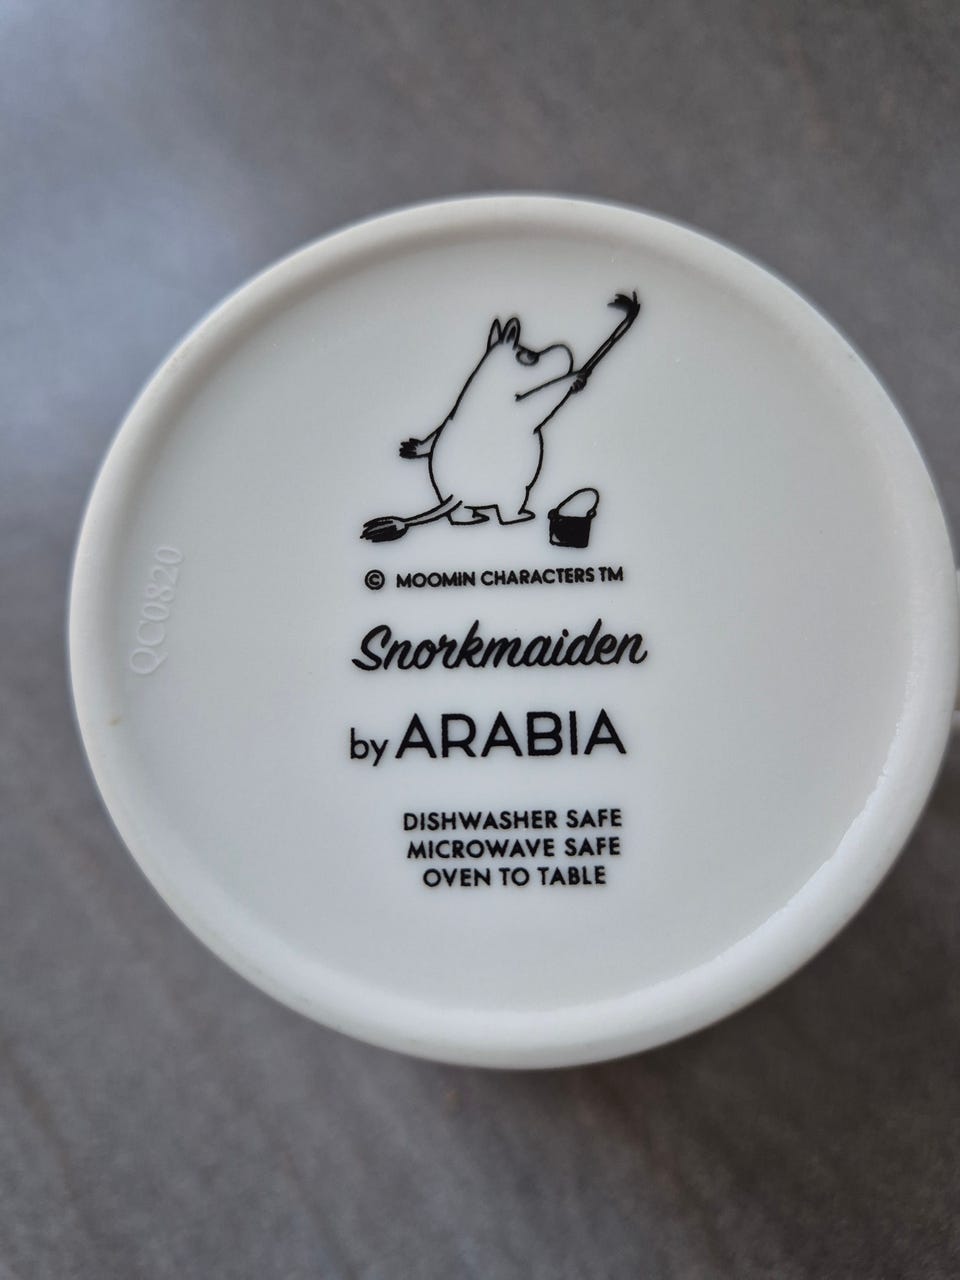 © MOOMIN CHARACTERS TM
Snorkmaiden
by ARABIA
DISHWASHER SAFE
MICROWAVE SAFE
OVEN TO TABLE
QC0820